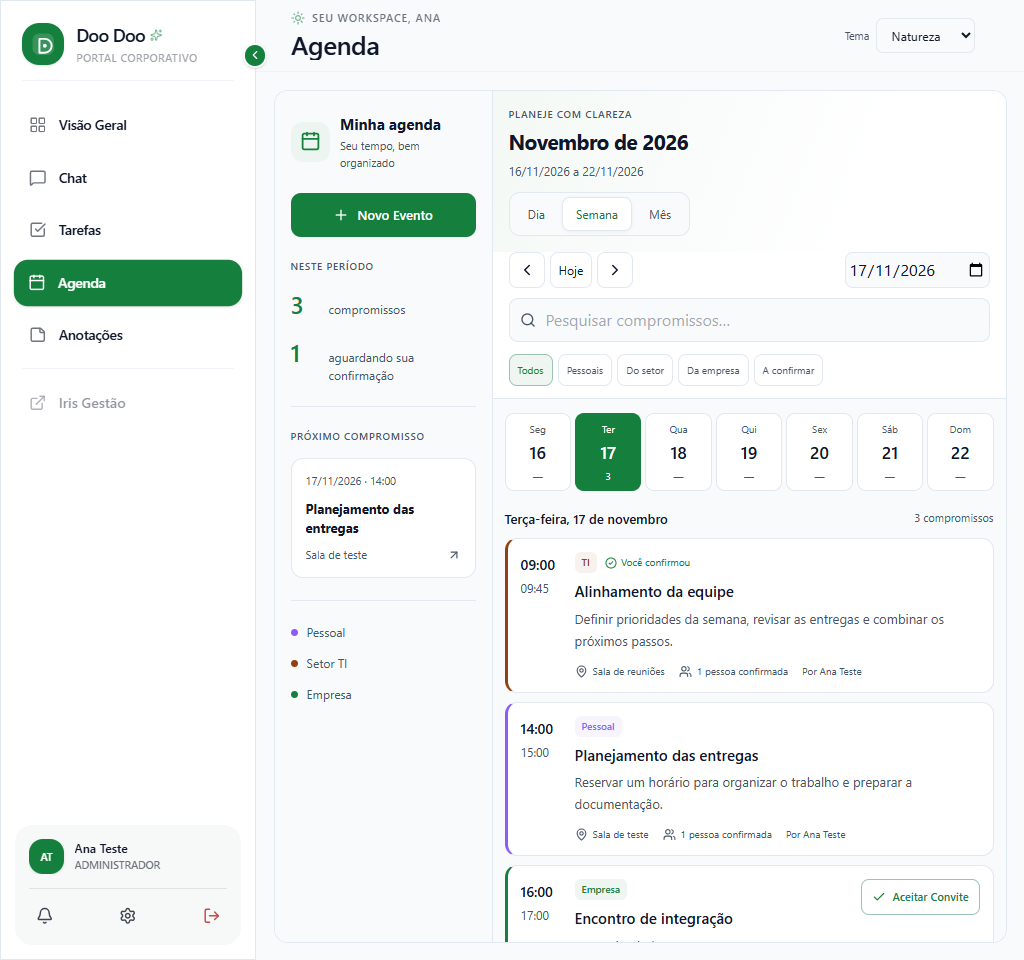 Doo Doo
PORTAL CORPORATIVO
Visão Geral
Chat
Tarefas
Agenda
Anotações
Iris Gestão
AT
Ana Teste
ADMINISTRADOR
SEU WORKSPACE, ANA
Agenda
Tema
Natureza
Minha agenda
Seu tempo, bem
organizado
Novo Evento
NESTE PERÍODO
3 compromissos
1 aguardando sua
confirmação
PRÓXIMO COMPROMISSO
17/11/2026 · 14:00
Planejamento das
entregas
Sala de teste
Pessoal
Setor TI
Empresa
PLANEJE COM CLAREZA
Novembro de 2026
16/11/2026 a 22/11/2026
Dia Semana Mês
Hoje
17/11/2026
Pesquisar compromissos...
Todos Pessoais Do setor Da empresa A confirmar
Seg Ter Qua Qui Sex Sáb Dom
16 17 18 19 20 21 22
— 3 — — — — —
Terça-feira, 17 de novembro
3 compromissos
09:00
09:45
TI Você confirmou
Alinhamento da equipe
Definir prioridades da semana, revisar as entregas e combinar os
próximos passos.
Sala de reuniões 1 pessoa confirmada Por Ana Teste
14:00
15:00
Pessoal
Planejamento das entregas
Reservar um horário para organizar o trabalho e preparar a
documentação.
Sala de teste 1 pessoa confirmada Por Ana Teste
16:00
17:00
Empresa
Encontro de integração
Aceitar Convite